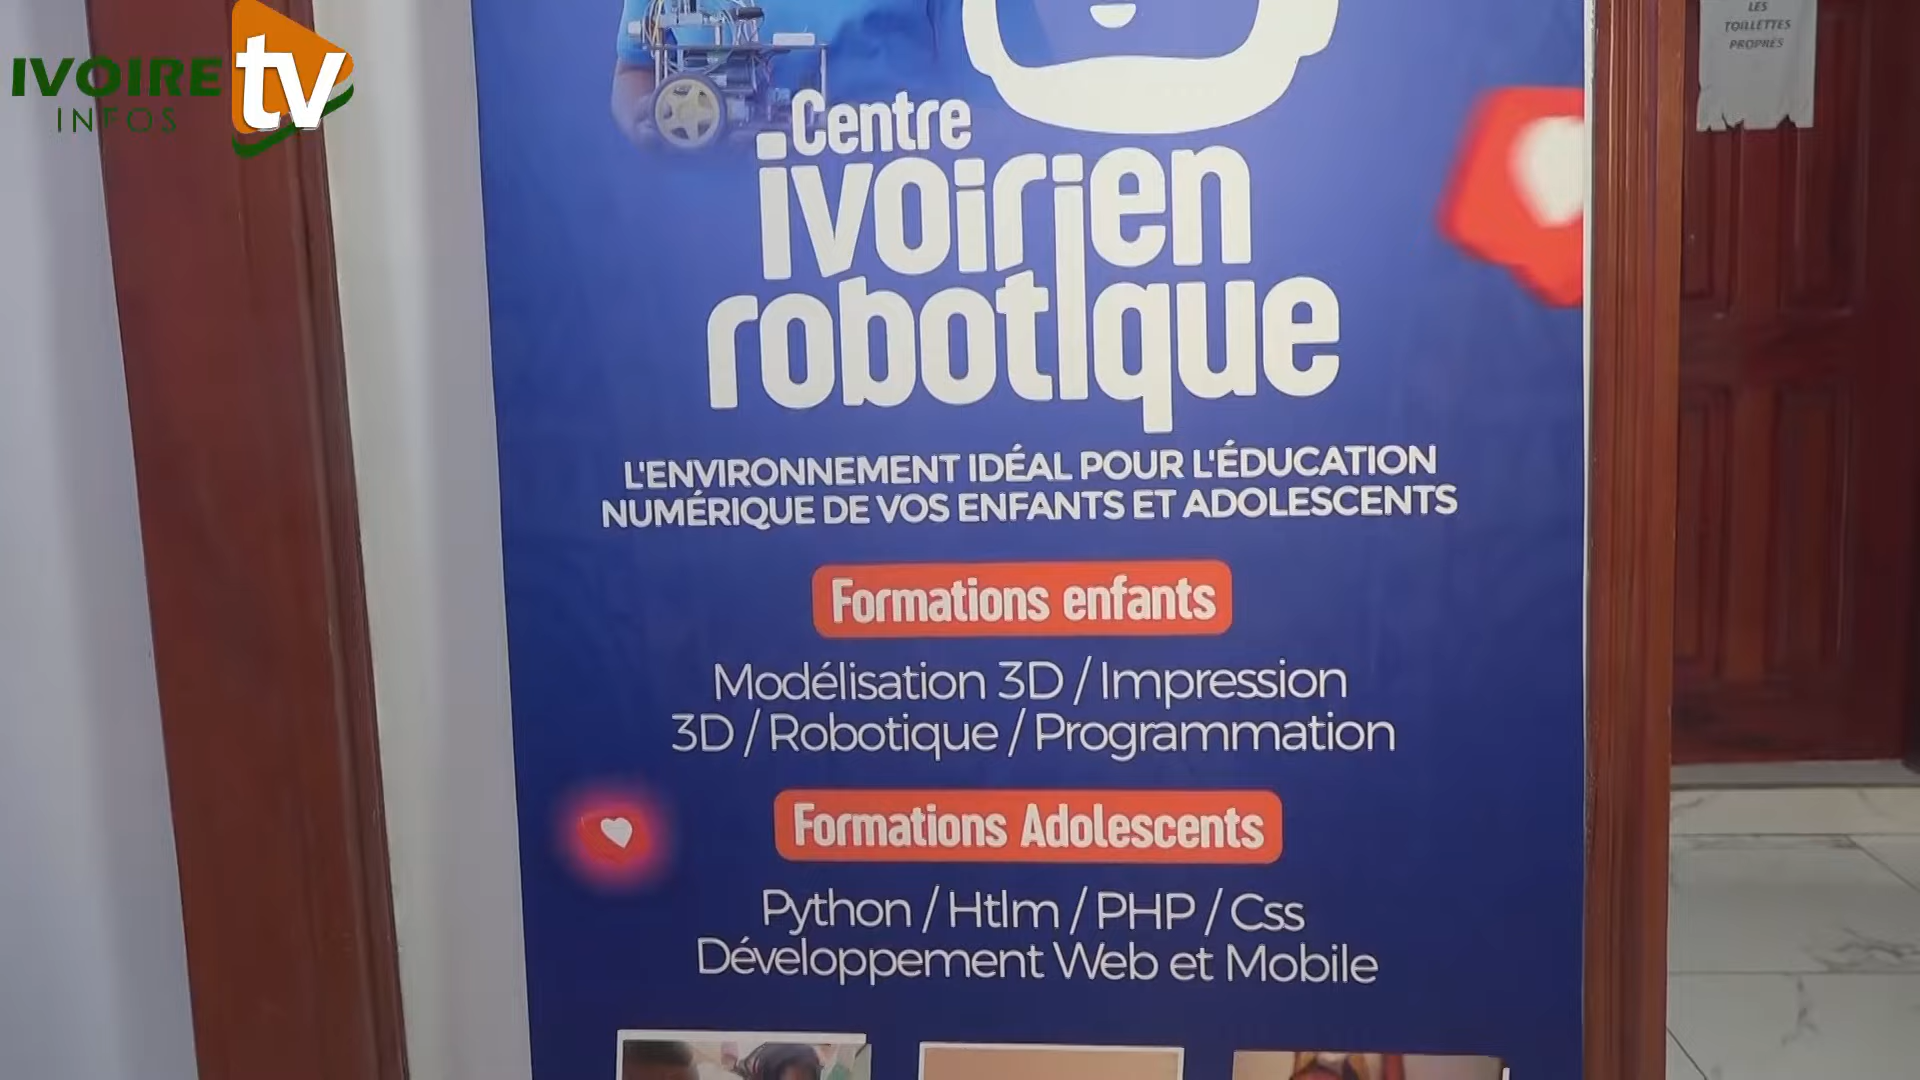 IVOIRE tv
INFOS
LES
TOILLETTES
PROPRES
Centre
ivoirien
robotique
L'ENVIRONNEMENT IDÉAL POUR L'ÉDUCATION
NUMÉRIQUE DE VOS ENFANTS ET ADOLESCENTS
Formations enfants
Modélisation 3D / Impression
3D / Robotique / Programmation
Formations Adolescents
Python / Htlm / PHP / Css
Développement Web et Mobile